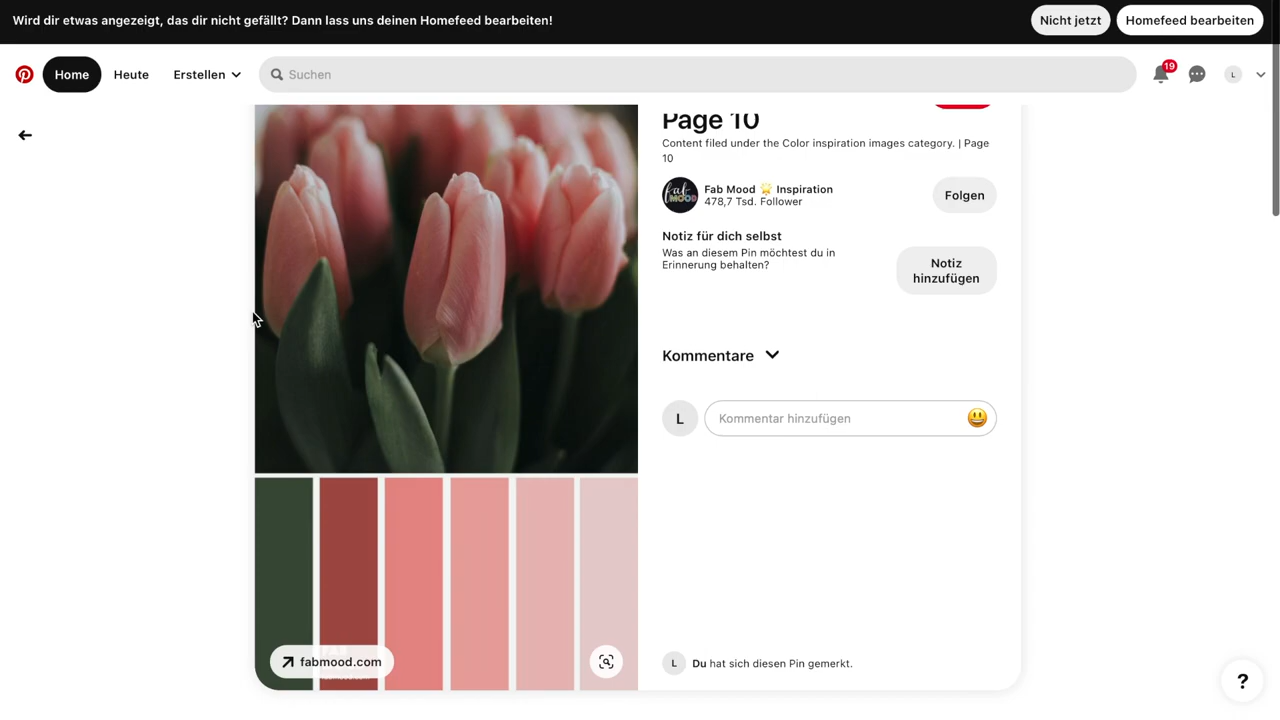 Wird dir etwas angezeigt, das dir nicht gefällt? Dann lass uns deinen Homefeed bearbeiten!
Nicht jetzt
Homefeed bearbeiten
Home
Heute
Erstellen
Suchen
19
L
Page 10
Content filed under the Color inspiration images category. | Page
10
fab
MOOD
Fab Mood 🌟 Inspiration
478,7 Tsd. Follower
Folgen
Notiz für dich selbst
Was an diesem Pin möchtest du in
Erinnerung behalten?
Notiz
hinzufügen
Kommentare
L
Kommentar hinzufügen
fabmood.com
L
Du hat sich diesen Pin gemerkt.
?